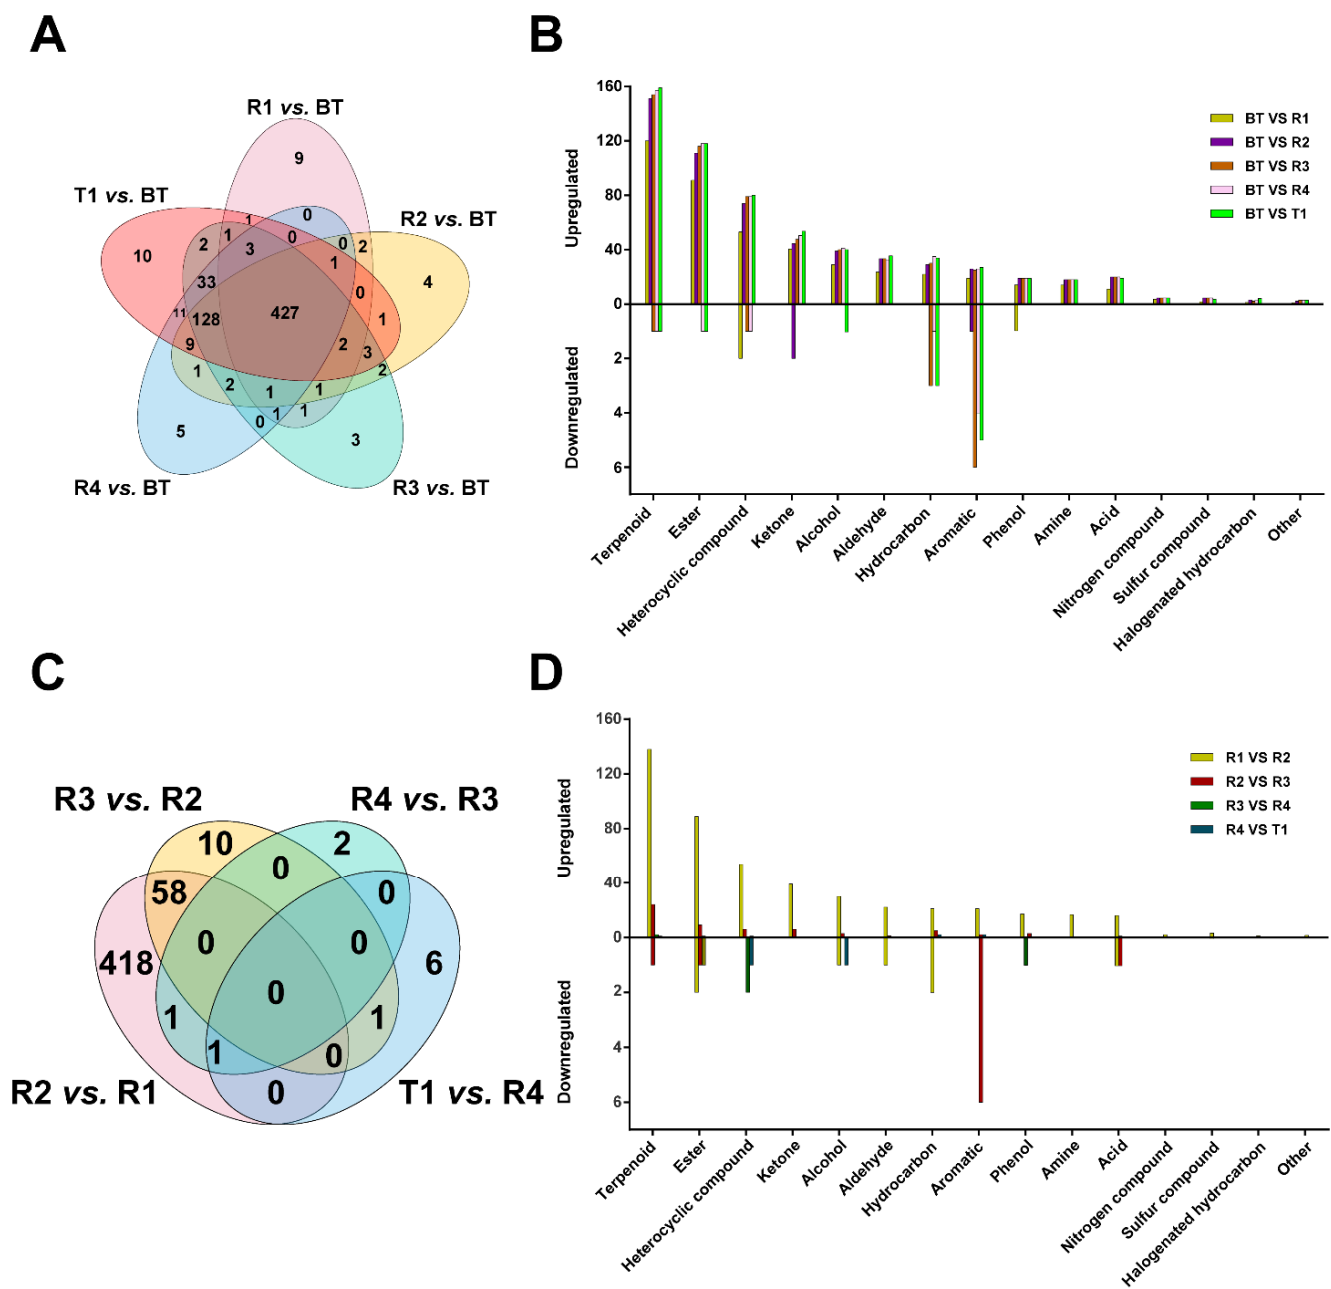 A
R1 vs. BT
T1 vs. BT
R2 vs. BT
R4 vs. BT
R3 vs. BT
9
0
1
2
1
0
0
2
3
1
10
4
33
0
11
128
427
1
9
2
3
1
2
2
1
1
0
1
1
5
3
B
Upregulated
Downregulated
160
120
80
40
0
2
4
6
BT VS R1
BT VS R2
BT VS R3
BT VS R4
BT VS T1
Terpenoid
Ester
Heterocyclic compound
Ketone
Alcohol
Aldehyde
Hydrocarbon
Aromatic
Phenol
Amine
Acid
Nitrogen compound
Sulfur compound
Halogenated hydrocarbon
Other
C
R3 vs. R2
R4 vs. R3
10
2
0
58
0
0
0
418
6
0
1
1
1
0
0
R2 vs. R1
T1 vs. R4
D
Upregulated
Downregulated
160
120
80
40
0
2
4
6
R1 VS R2
R2 VS R3
R3 VS R4
R4 VS T1
Terpenoid
Ester
Heterocyclic compound
Ketone
Alcohol
Aldehyde
Hydrocarbon
Aromatic
Phenol
Amine
Acid
Nitrogen compound
Sulfur compound
Halogenated hydrocarbon
Other